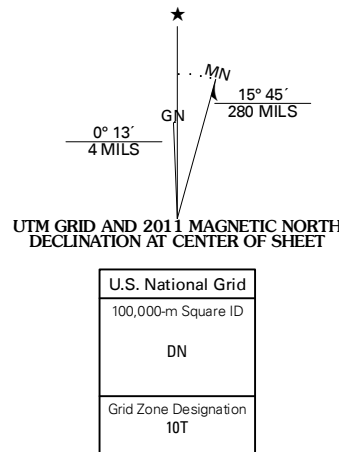 ★
MN
GN
15° 45´
280 MILS
0° 13´
4 MILS
UTM GRID AND 2011 MAGNETIC NORTH
DECLINATION AT CENTER OF SHEET
U.S. National Grid
100,000-m Square ID
DN
Grid Zone Designation
10T